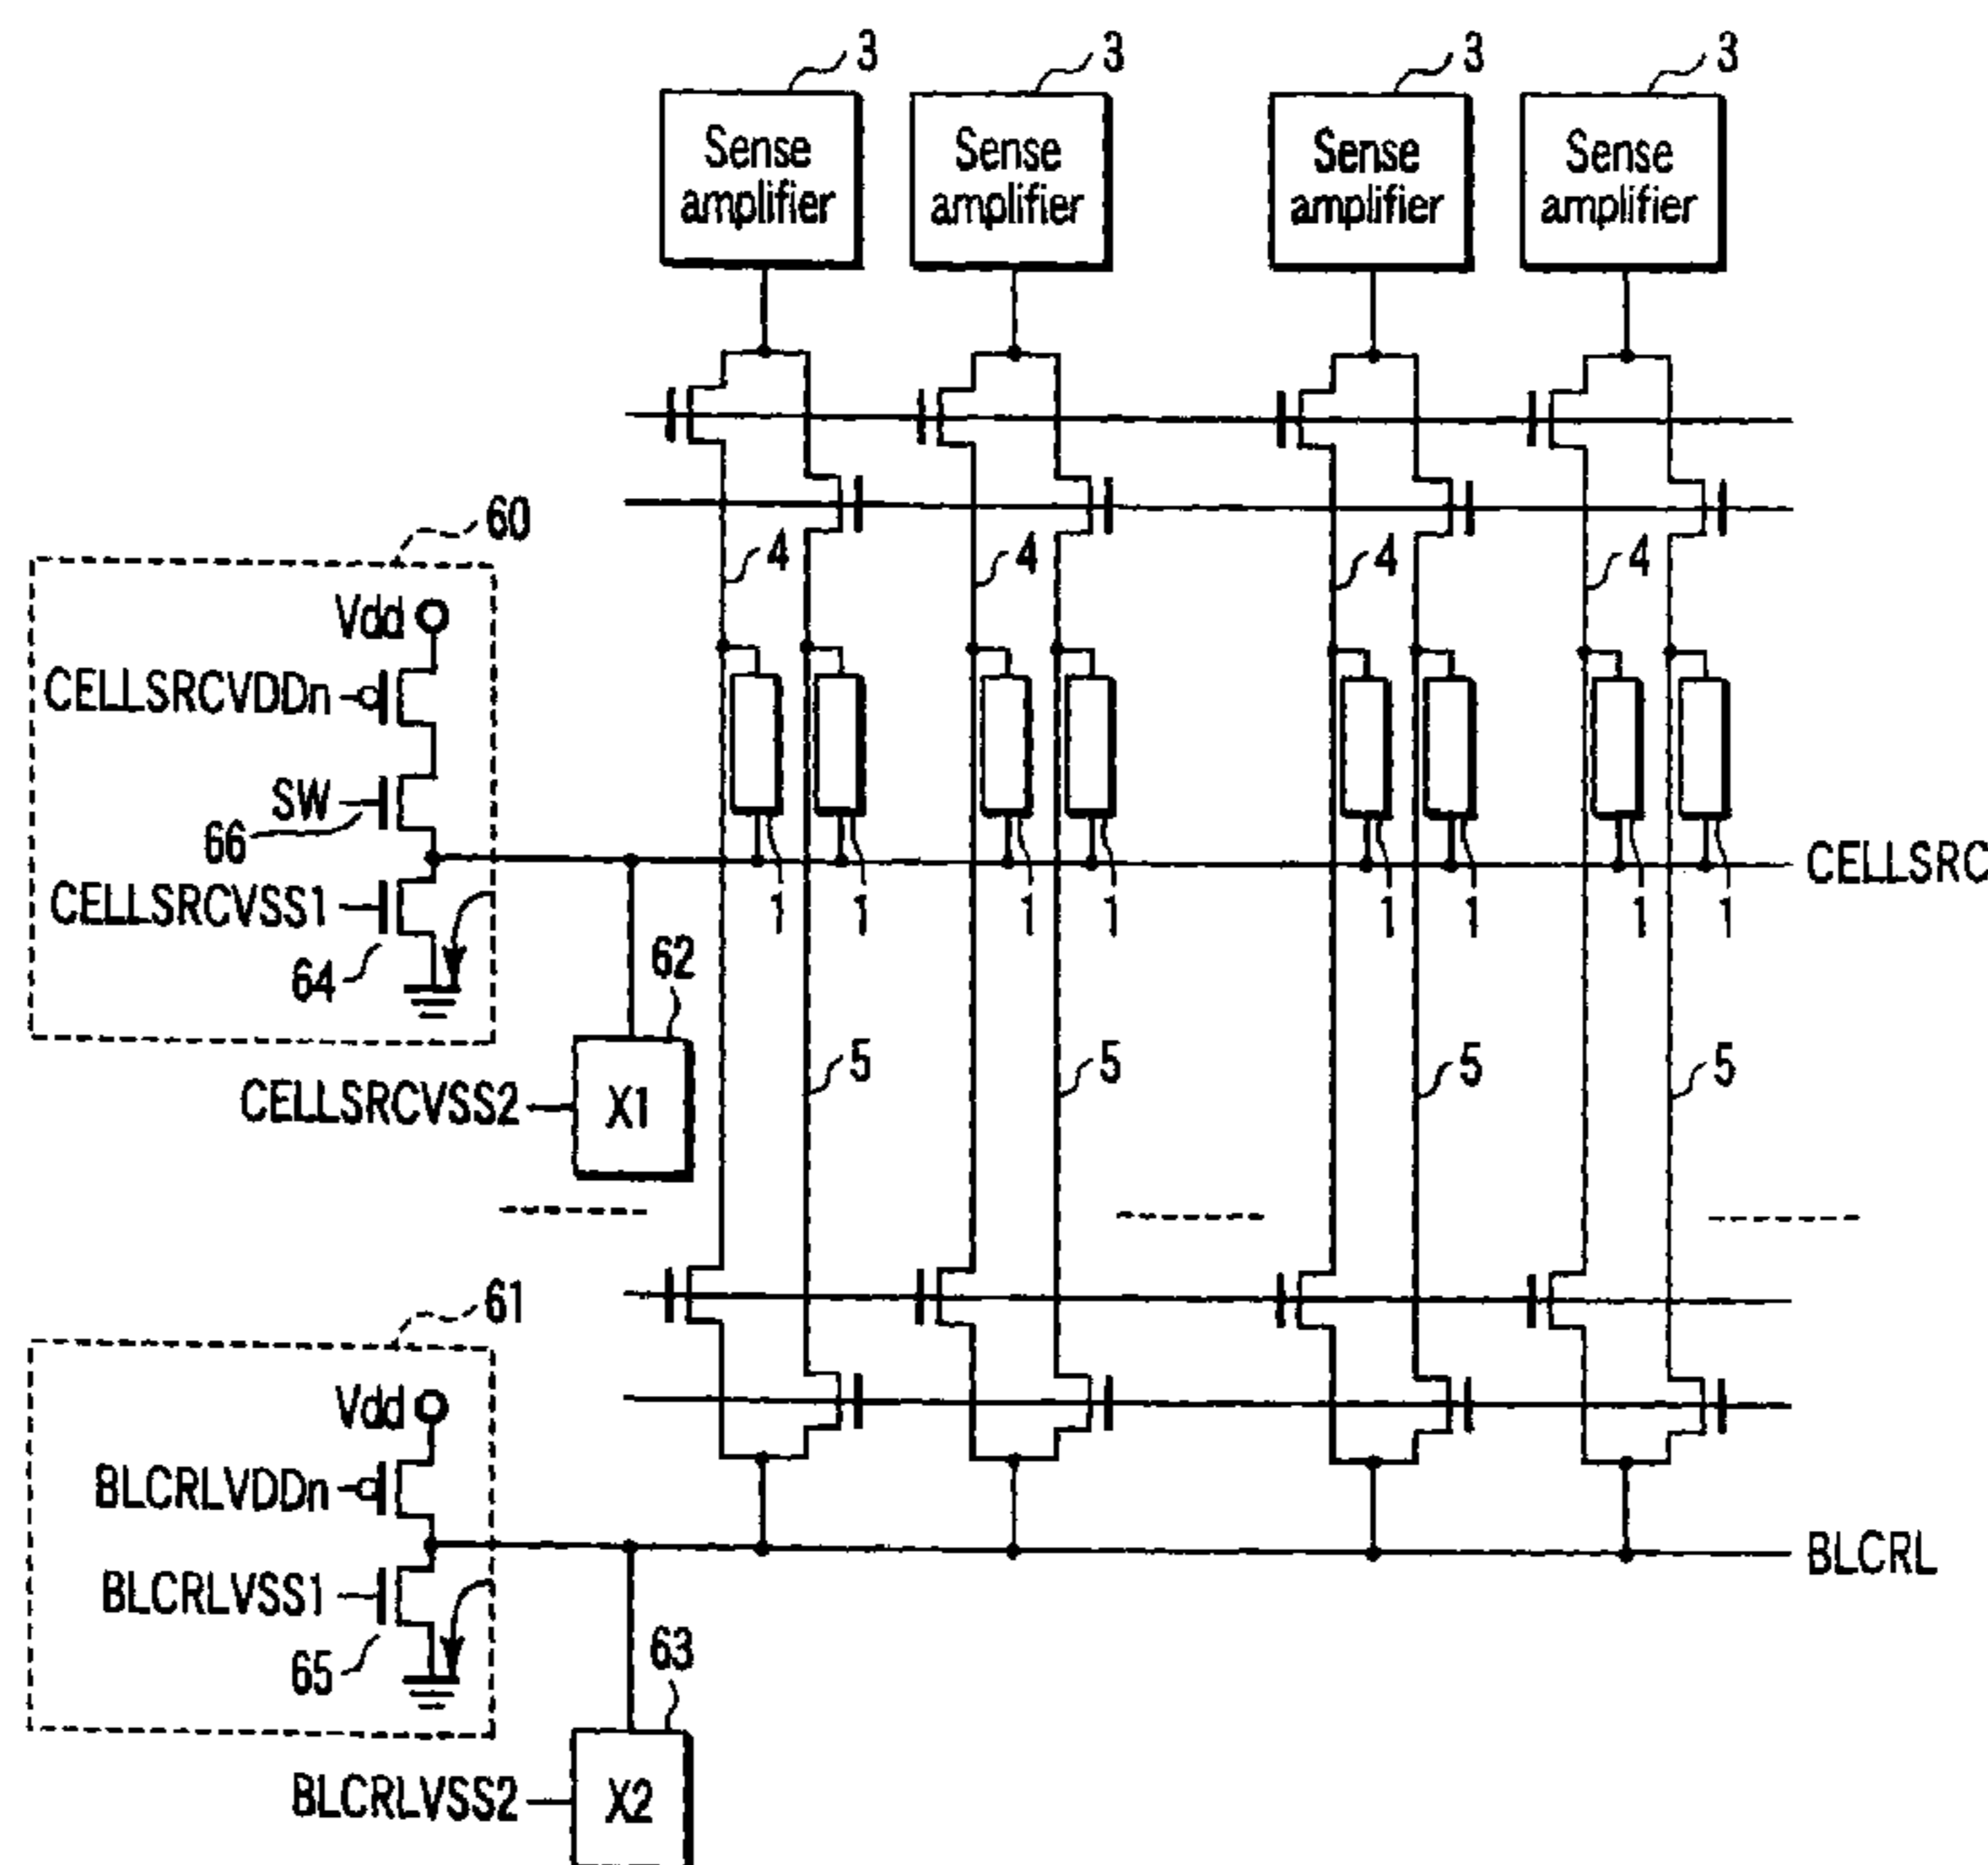 3 3 3 3
Sense amplifier
Sense amplifier
Sense amplifier
Sense amplifier
60
4 4 4 4
Vdd
CELLSRCVDDn
SW
66
CELLSRC
CELLSRCVSS1
1 1 1 1 1 1 1 1
64
62
CELLSRCVSS2
X1
5 5 5 5
61
Vdd
BLCRLVDDn
BLCRL
BLCRLVSS1
65
63
BLCRLVSS2
X2